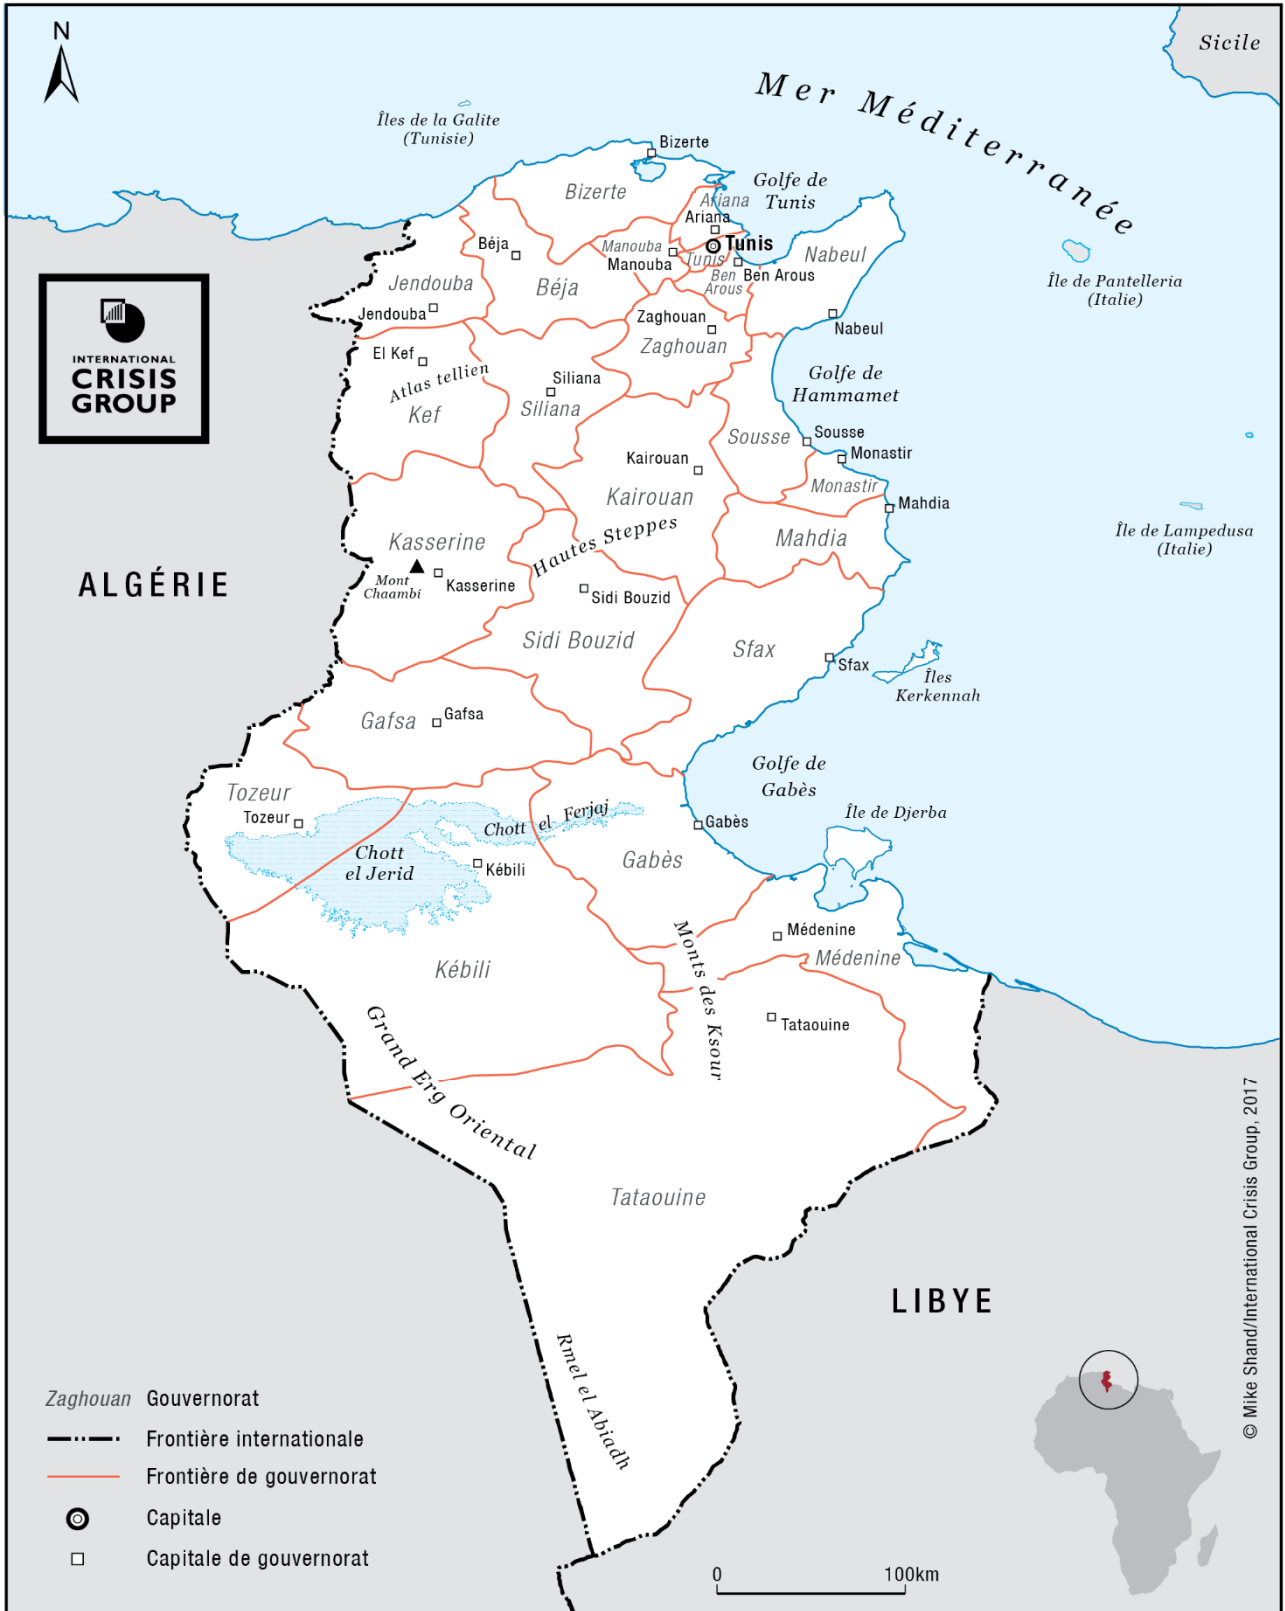 N
Sicile
Mer Méditerranée
Îles de la Galite
(Tunisie)
Bizerte
Bizerte
Golfe de
Tunis
Ariana
Ariana
Tunis
Tunis
Manouba
Manouba
Ben
Arous
Ben Arous
Nabeul
Nabeul
Béja
Béja
Jendouba
Jendouba
Île de Pantelleria
(Italie)
INTERNATIONAL
CRISIS
GROUP
Zaghouan
Zaghouan
El Kef
Atlas tellien
Kef
Siliana
Siliana
Golfe de
Hammamet
Sousse
Sousse
Monastir
Monastir
Kairouan
Kairouan
Mahdia
Mahdia
Île de Lampedusa
(Italie)
Kasserine
Mont
Chaambi
Kasserine
Hautes Steppes
ALGÉRIE
Sidi Bouzid
Sidi Bouzid
Sfax
Sfax
Îles
Kerkennah
Gafsa
Gafsa
Golfe de
Gabès
Tozeur
Tozeur
Chott el Ferjaj
Chott
el Jerid
Kébili
Gabès
Gabès
Île de Djerba
Médenine
Médenine
Kébili
Monts des Ksour
Tataouine
Grand Erg Oriental
Tataouine
LIBYE
Rmel el Abiadh
Zaghouan Gouvernorat
Frontière internationale
Frontière de gouvernorat
Capitale
Capitale de gouvernorat
0 100km
© Mike Shand/International Crisis Group, 2017